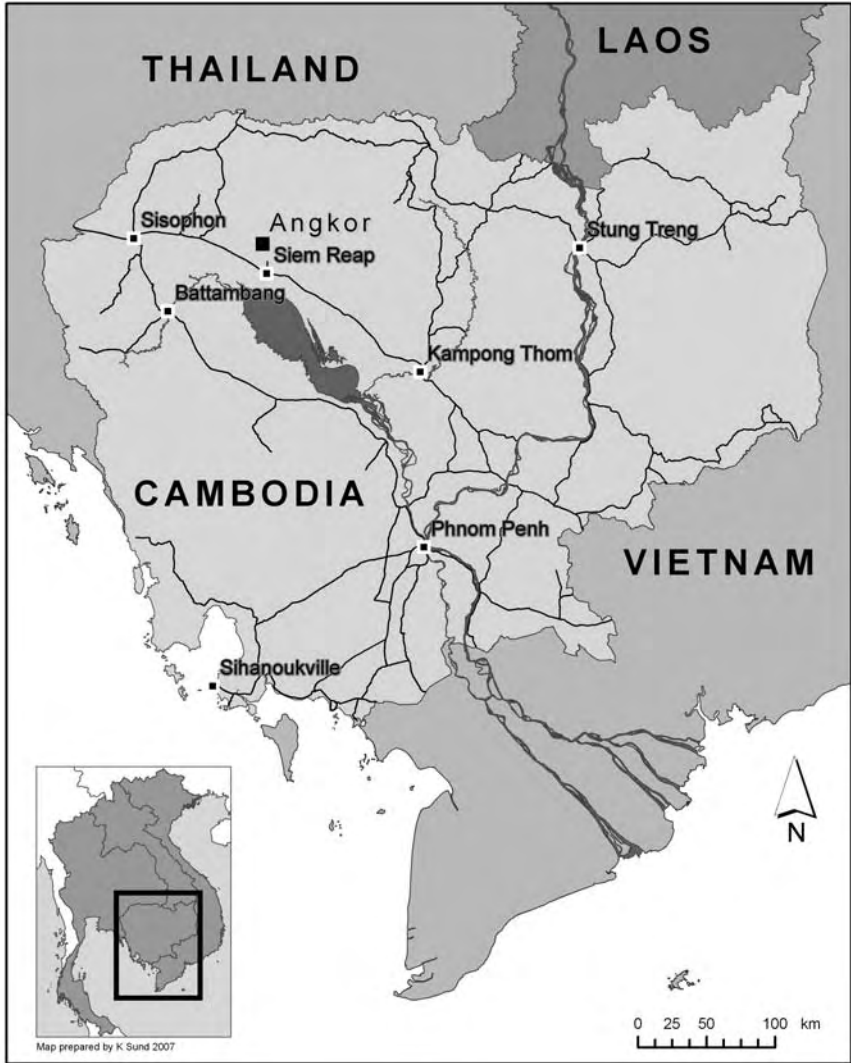 LAOS
THAILAND
Sisophon
Angkor
Stung Treng
Siem Reap
Battambang
Kampong Thom
CAMBODIA
Phnom Penh
VIETNAM
Sihanoukville
N
0 25 50 100 km
Map prepared by K Sund 2007